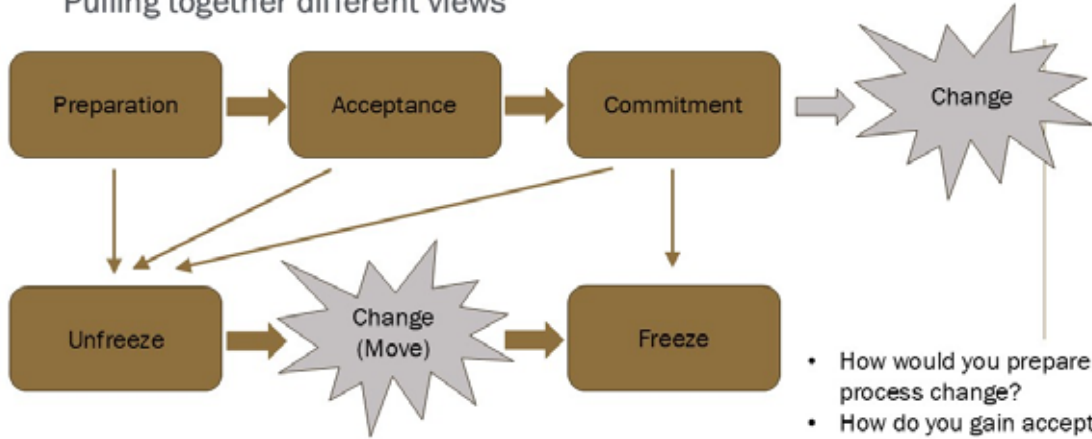 Pulling together different views
Preparation
Acceptance
Commitment
Change
Unfreeze
Change
(Move)
Freeze
• How would you prepare
process change?
• How do you gain accept